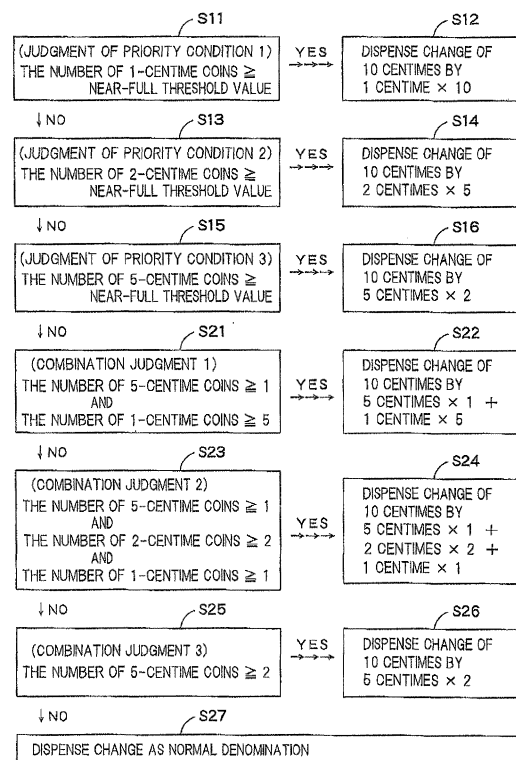 S11
(JUDGMENT OF PRIORITY CONDITION 1)
THE NUMBER OF 1-CENTIME COINS ≧
NEAR-FULL THRESHOLD VALUE
YES
S12
DISPENSE CHANGE OF
10 CENTIMES BY
1 CENTIME × 10
↓NO
S13
(JUDGMENT OF PRIORITY CONDITION 2)
THE NUMBER OF 2-CENTIME COINS ≧
NEAR-FULL THRESHOLD VALUE
YES
S14
DISPENSE CHANGE OF
10 CENTIMES BY
2 CENTIMES × 5
↓NO
S15
(JUDGMENT OF PRIORITY CONDITION 3)
THE NUMBER OF 5-CENTIME COINS ≧
NEAR-FULL THRESHOLD VALUE
YES
S16
DISPENSE CHANGE OF
10 CENTIMES BY
5 CENTIMES × 2
↓NO
S21
(COMBINATION JUDGMENT 1)
THE NUMBER OF 5-CENTIME COINS ≧ 1
AND
THE NUMBER OF 1-CENTIME COINS ≧ 5
YES
S22
DISPENSE CHANGE OF
10 CENTIMES BY
5 CENTIMES × 1 +
1 CENTIME × 5
↓NO
S23
(COMBINATION JUDGMENT 2)
THE NUMBER OF 5-CENTIME COINS ≧ 1
AND
THE NUMBER OF 2-CENTIME COINS ≧ 2
AND
THE NUMBER OF 1-CENTIME COINS ≧ 1
YES
S24
DISPENSE CHANGE OF
10 CENTIMES BY
5 CENTIMES × 1 +
2 CENTIMES × 2 +
1 CENTIME × 1
↓NO
S25
(COMBINATION JUDGMENT 3)
THE NUMBER OF 5-CENTIME COINS ≧ 2
YES
S26
DISPENSE CHANGE OF
10 CENTIMES BY
5 CENTIMES × 2
↓NO
S27
DISPENSE CHANGE AS NORMAL DENOMINATION